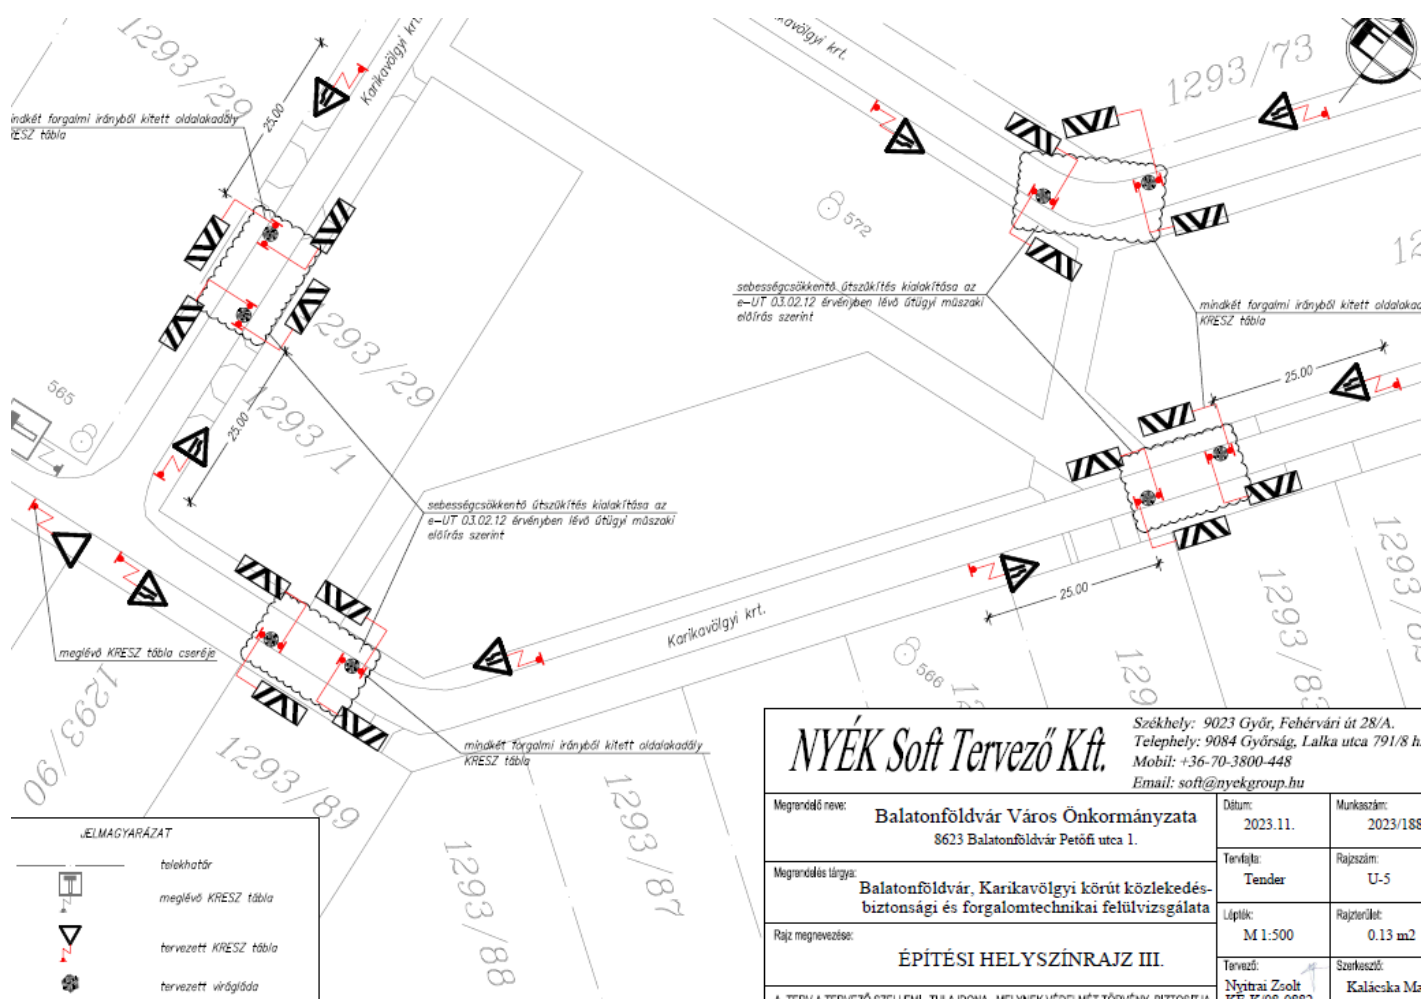 1293/29
Karikavölgyi krt.
Karikavölgyi krt.
1293/73
25.00
indkét forgalmi irányból kitett oldalakadály
RESZ tábla
572
sebességcsökkentő útszűkítés kialakítása az
e-UT 03.02.12 érvényben lévő útügyi műszaki
előírás szerint
mindkét forgalmi irányból kitett oldalakad
KRESZ tábla
1293/29
565
1293/1
25.00
25.00
sebességcsökkentő útszűkítés kialakítása az
e-UT 03.02.12 érvényben lévő útügyi műszaki
előírás szerint
25.00
Karikavölgyi krt.
meglévő KRESZ tábla cseréje
566
1293/83
1293/90
1293/89
mindkét forgalmi irányból kitett oldalakadály
KRESZ tábla
1293/87
1293/88
JELMAGYARÁZAT
telekhatár
meglévő KRESZ tábla
tervezett KRESZ tábla
tervezett virágláda
NYÉK Soft Tervező Kft.
Székhely: 9023 Győr, Fehérvári út 28/A.
Telephely: 9084 Győrság, Lalka utca 791/8 h
Mobil: +36-70-3800-448
Email: soft@nyekgroup.hu
Megrendelő neve:
Balatonföldvár Város Önkormányzata
8623 Balatonföldvár Petőfi utca 1.
Dátum:
2023.11.
Munkaszám:
2023/188
Megrendelés tárgya:
Balatonföldvár, Karikavölgyi körút közlekedés-
biztonsági és forgalomtechnikai felülvizsgálata
Tervfajta:
Tender
Rajzszám:
U-5
Rajz megnevezése:
ÉPÍTÉSI HELYSZÍNRAJZ III.
Lépték:
M 1:500
Rajzterület:
0.13 m2
Tervező:
Nyitrai Zsolt
Szerkesztő:
Kalácska Ma